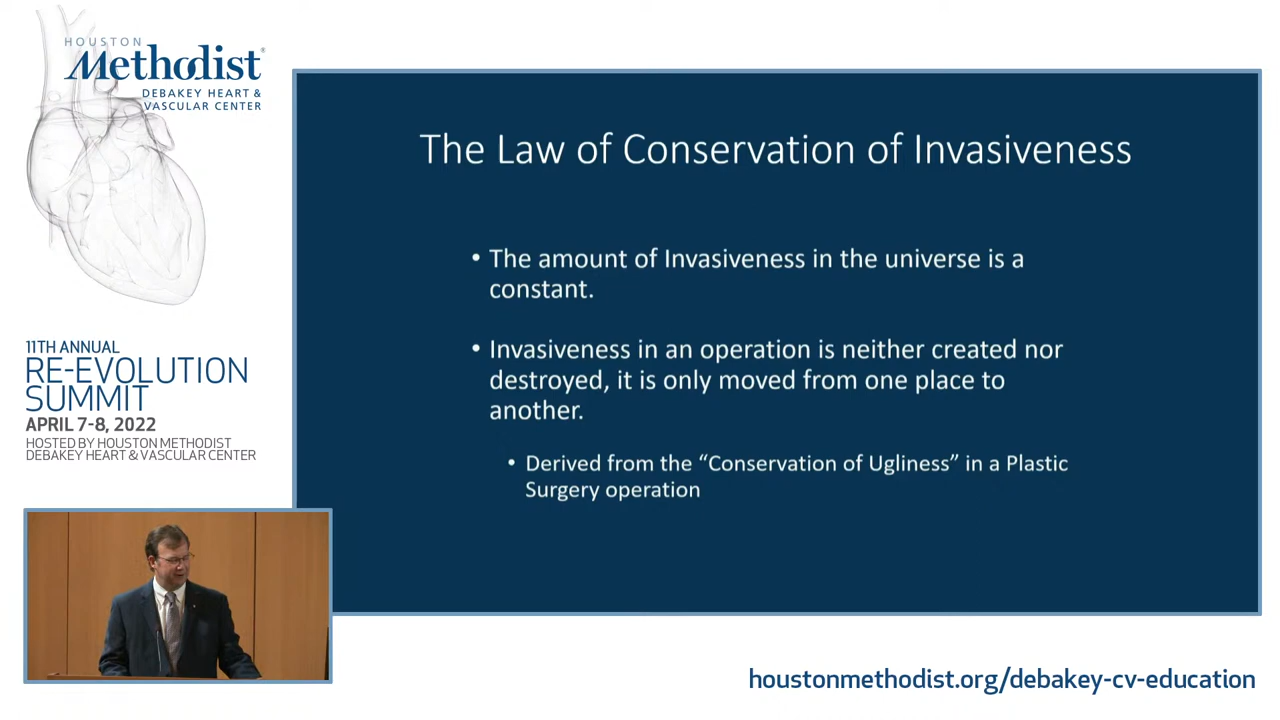 HOUSTON
Methodist®
DEBAKEY HEART &
VASCULAR CENTER
11TH ANNUAL
RE-EVOLUTION
SUMMIT
APRIL 7-8, 2022
HOSTED BY HOUSTON METHODIST
DEBAKEY HEART & VASCULAR CENTER
The Law of Conservation of Invasiveness
• The amount of Invasiveness in the universe is a
constant.
• Invasiveness in an operation is neither created nor
destroyed, it is only moved from one place to
another.
• Derived from the “Conservation of Ugliness” in a Plastic
Surgery operation
houstonmethodist.org/debakey-cv-education